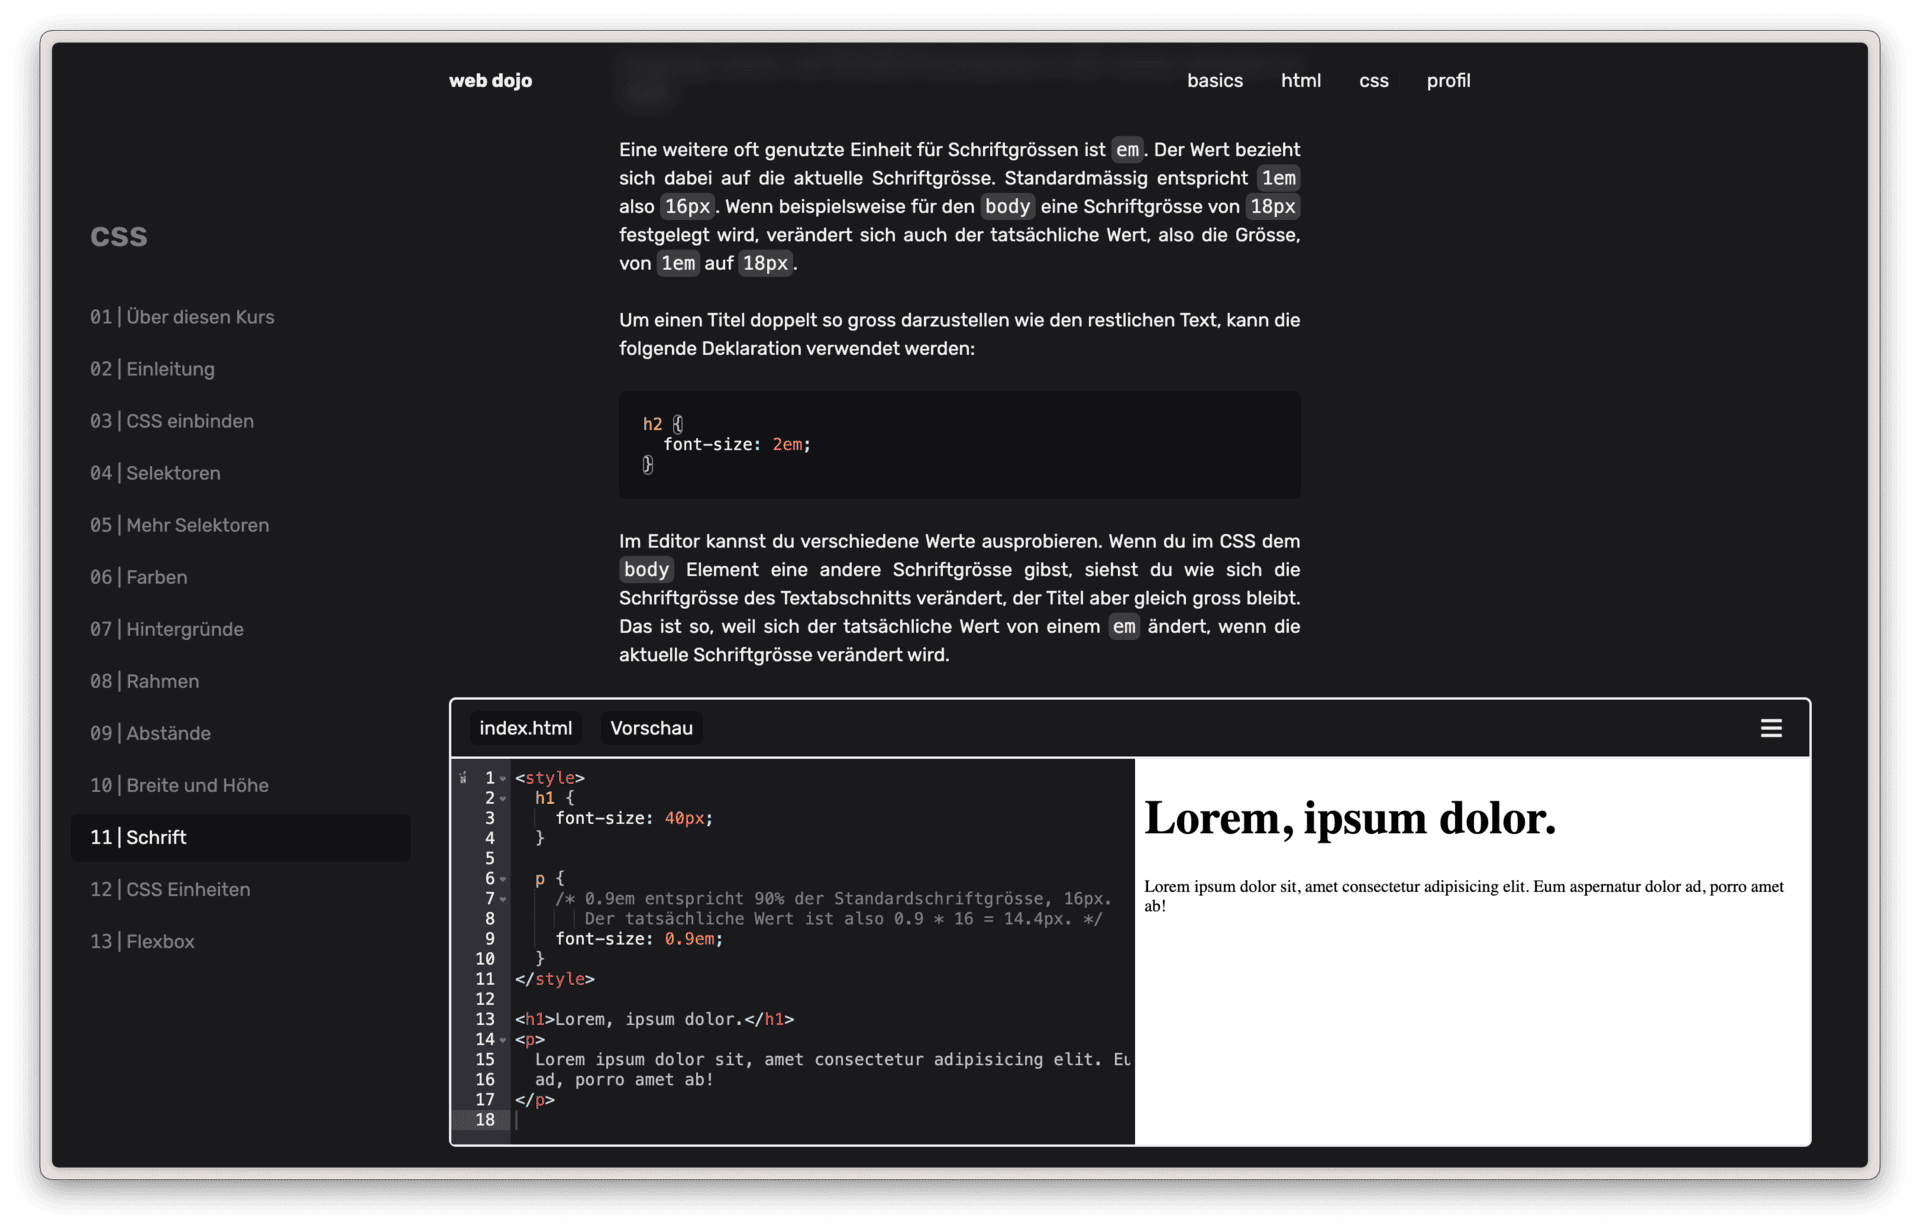 web dojo
basics html css profil
CSS
01 | Über diesen Kurs
02 | Einleitung
03 | CSS einbinden
04 | Selektoren
05 | Mehr Selektoren
06 | Farben
07 | Hintergründe
08 | Rahmen
09 | Abstände
10 | Breite und Höhe
11 | Schrift
12 | CSS Einheiten
13 | Flexbox
Eine weitere oft genutzte Einheit für Schriftgrössen ist em. Der Wert bezieht
sich dabei auf die aktuelle Schriftgrösse. Standardmässig entspricht 1em
also 16px. Wenn beispielsweise für den body eine Schriftgrösse von 18px
festgelegt wird, verändert sich auch der tatsächliche Wert, also die Grösse,
von 1em auf 18px.
Um einen Titel doppelt so gross darzustellen wie den restlichen Text, kann die
folgende Deklaration verwendet werden:
h2 {
font-size: 2em;
}
Im Editor kannst du verschiedene Werte ausprobieren. Wenn du im CSS dem
body Element eine andere Schriftgrösse gibst, siehst du wie sich die
Schriftgrösse des Textabschnitts verändert, der Titel aber gleich gross bleibt.
Das ist so, weil sich der tatsächliche Wert von einem em ändert, wenn die
aktuelle Schriftgrösse verändert wird.
index.html Vorschau
1 <style>
2 h1 {
3 font-size: 40px;
4 }
5
6 p {
7 /* 0.9em entspricht 90% der Standardschriftgrösse, 16px.
8 Der tatsächliche Wert ist also 0.9 * 16 = 14.4px. */
9 font-size: 0.9em;
10 }
11 </style>
12
13 <h1>Lorem, ipsum dolor.</h1>
14 <p>
15 Lorem ipsum dolor sit, amet consectetur adipisicing elit. Eu
16 ad, porro amet ab!
17 </p>
18
Lorem, ipsum dolor.
Lorem ipsum dolor sit, amet consectetur adipisicing elit. Eum aspernatur dolor ad, porro amet
ab!